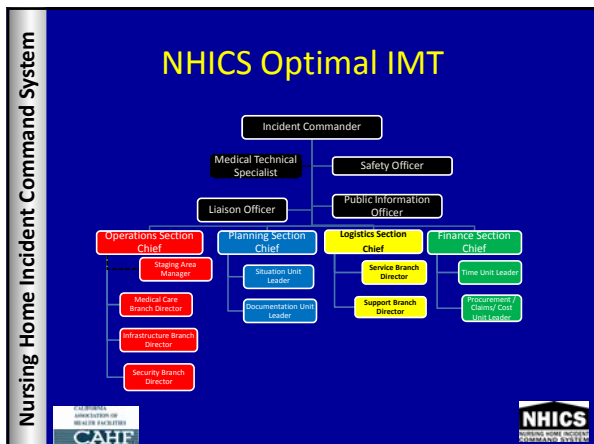 Nursing Home Incident Command System
NHICS Optimal IMT
Incident Commander
Medical Technical
Specialist
Safety Officer
Liaison Officer
Public Information
Officer
Operations Section
Chief
Planning Section
Chief
Logistics Section
Chief
Finance Section
Chief
Staging Area
Manager
Situation Unit
Leader
Service Branch
Director
Time Unit Leader
Medical Care
Branch Director
Documentation Unit
Leader
Support Branch
Director
Procurement /
Claims/ Cost
Unit Leader
Infrastructure Branch
Director
Security Branch
Director
CALIFORNIA
ASSOCIATION OF
HEALTH FACILITIES
CAHF
NHICS
NURSING HOME INCIDENT
COMMAND SYSTEM